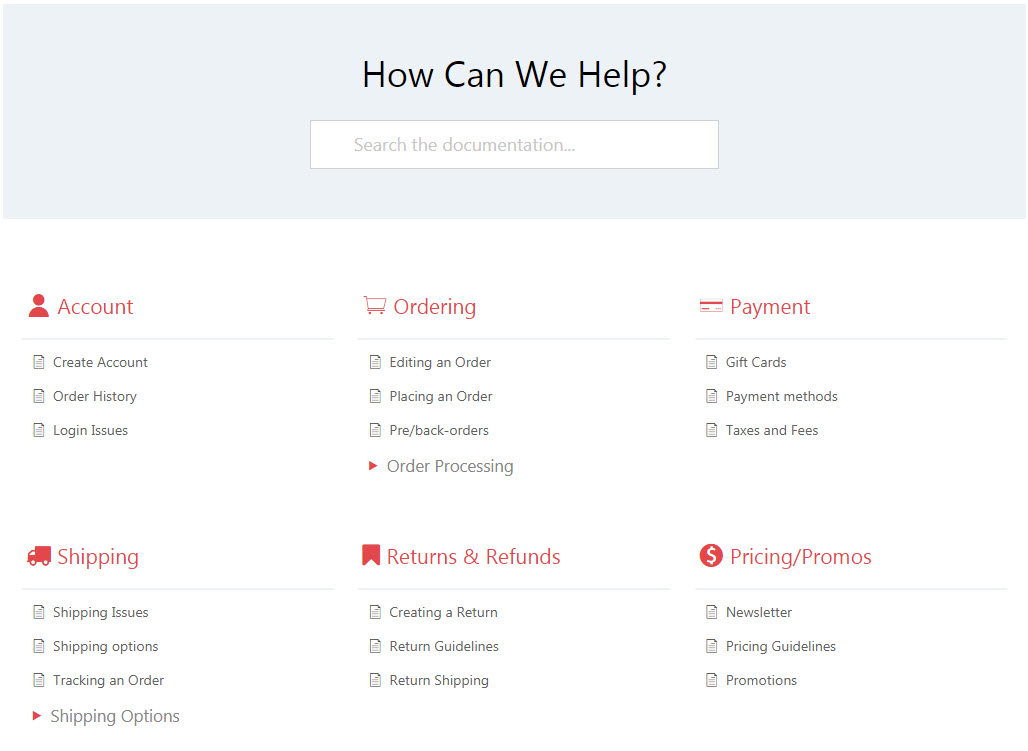 How Can We Help?
Search the documentation...
Account
Create Account
Order History
Login Issues
Ordering
Editing an Order
Placing an Order
Pre/back-orders
Order Processing
Payment
Gift Cards
Payment methods
Taxes and Fees
Shipping
Shipping Issues
Shipping options
Tracking an Order
Shipping Options
Returns & Refunds
Creating a Return
Return Guidelines
Return Shipping
Pricing/Promos
Newsletter
Pricing Guidelines
Promotions